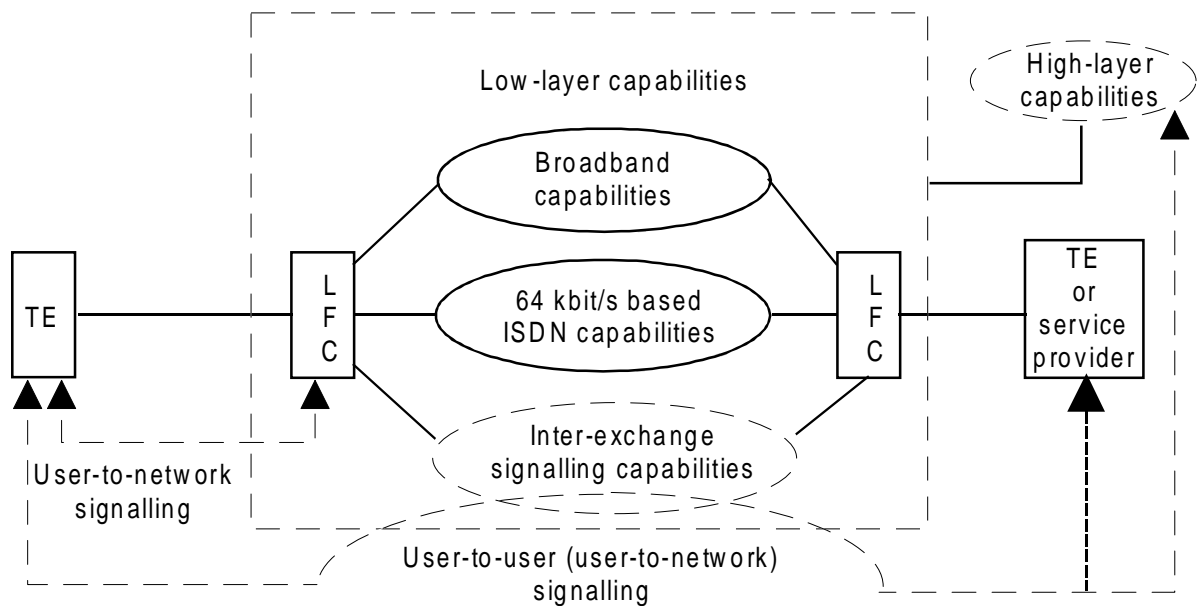 Low-layer capabilities
High-layer
capabilities
Broadband
capabilities
TE
L
F
C
64 kbit/s based
ISDN capabilities
L
F
C
TE
or
service
provider
Inter-exchange
signalling capabilities
User-to-network
signalling
User-to-user (user-to-network)
signalling